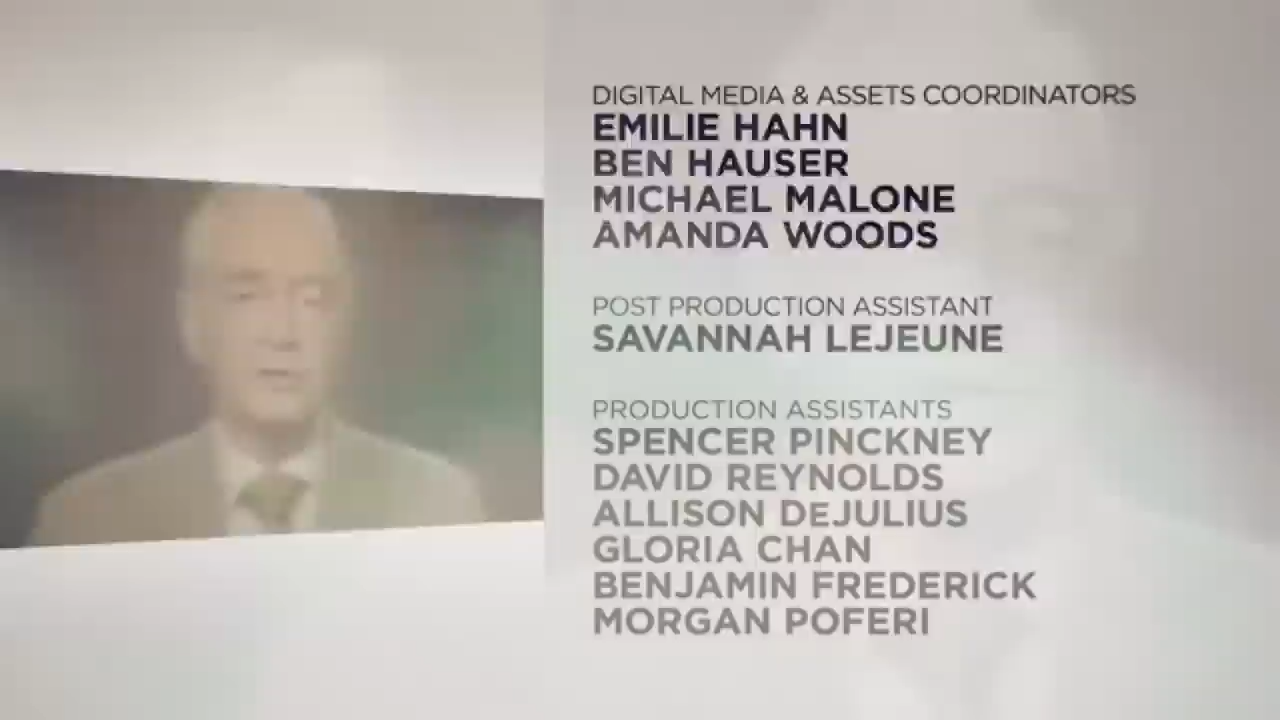 DIGITAL MEDIA & ASSETS COORDINATORS
EMILIE HAHN
BEN HAUSER
MICHAEL MALONE
AMANDA WOODS
POST PRODUCTION ASSISTANT
SAVANNAH LEJEUNE
PRODUCTION ASSISTANTS
SPENCER PINCKNEY
DAVID REYNOLDS
ALLISON DeJULIUS
GLORIA CHAN
BENJAMIN FREDERICK
MORGAN POFERI